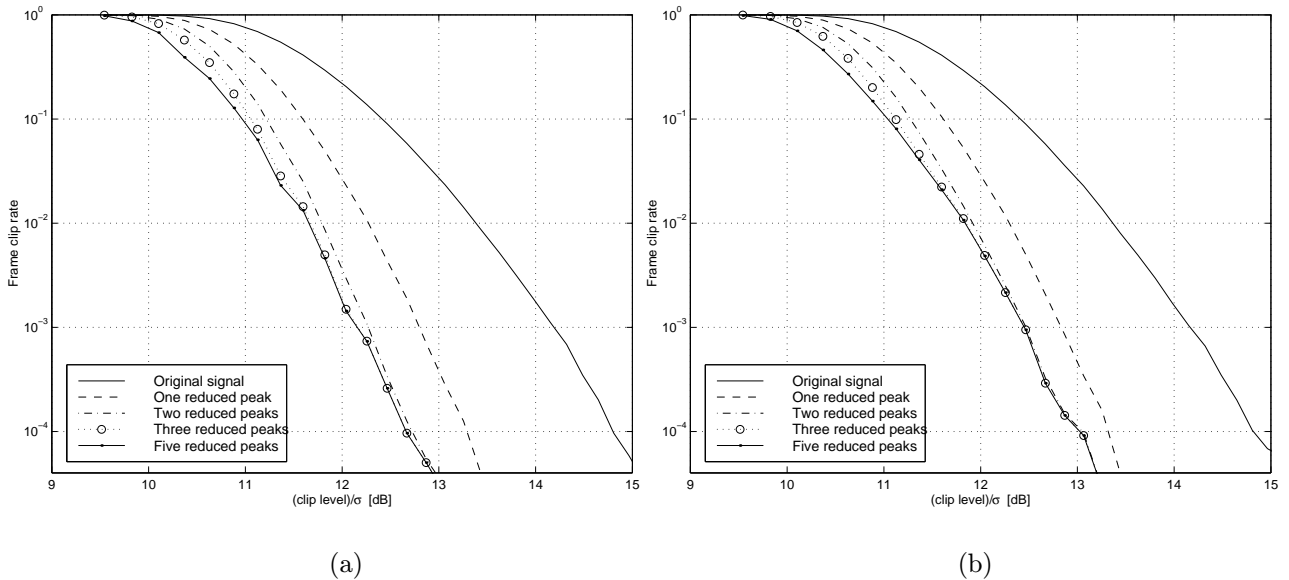 10^0
10^-1
10^-2
10^-3
10^-4
Frame clip rate
Original signal
One reduced peak
Two reduced peaks
Three reduced peaks
Five reduced peaks
9 10 11 12 13 14 15
(clip level)/σ [dB]
(a)
10^0
10^-1
10^-2
10^-3
10^-4
Frame clip rate
Original signal
One reduced peak
Two reduced peaks
Three reduced peaks
Five reduced peaks
9 10 11 12 13 14 15
(clip level)/σ [dB]
(b)